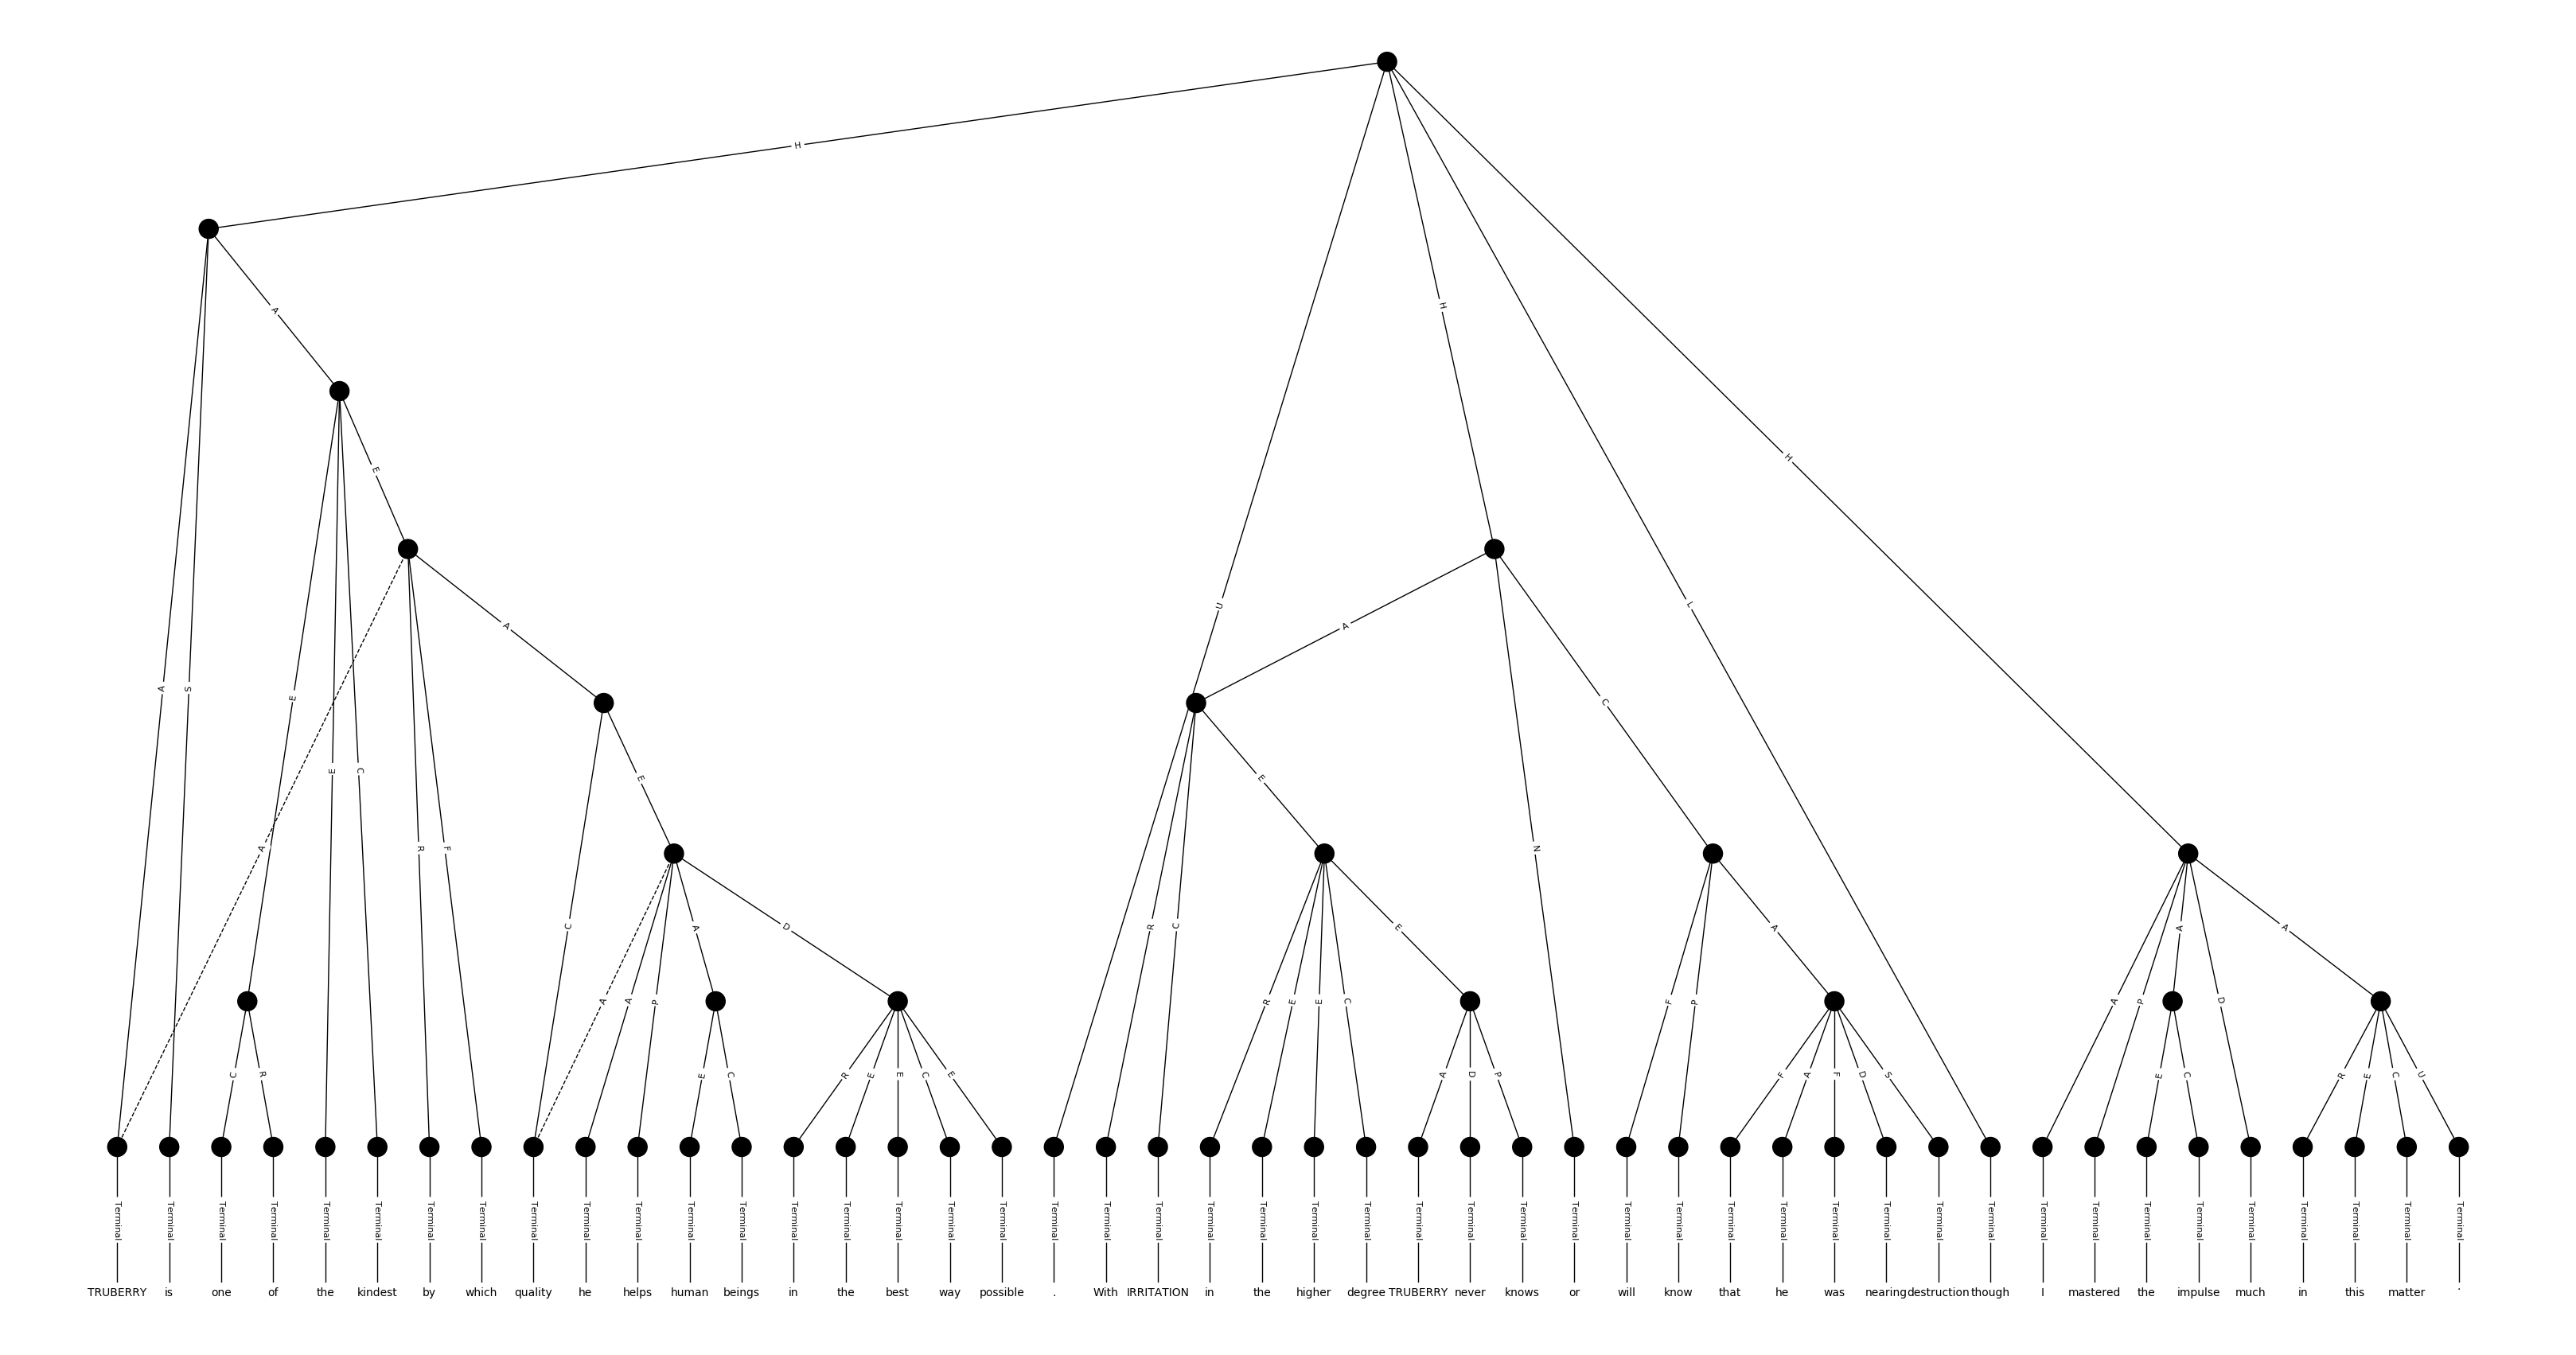 H
A H
E H
U L
A A
A S E C
E C E E
A R F N
C A D R C E A A A
A A P R E E C F P A P D
C R E C R E E C E A D P F A F D S E C R E C U
Terminal Terminal Terminal Terminal Terminal Terminal Terminal Terminal Terminal Terminal Terminal Terminal Terminal Terminal Terminal Terminal Terminal Terminal Terminal Terminal Terminal Terminal Terminal Terminal Terminal Terminal Terminal Terminal Terminal Terminal Terminal Terminal Terminal Terminal Terminal Terminal Terminal Terminal Terminal Terminal Terminal Terminal Terminal Terminal Terminal Terminal
TRUBERRY is one of the kindest by which quality he helps human beings in the best way possible . With IRRITATION in the higher degree TRUBERRY never knows or will know that he was nearing destruction though I mastered the impulse much in this matter .